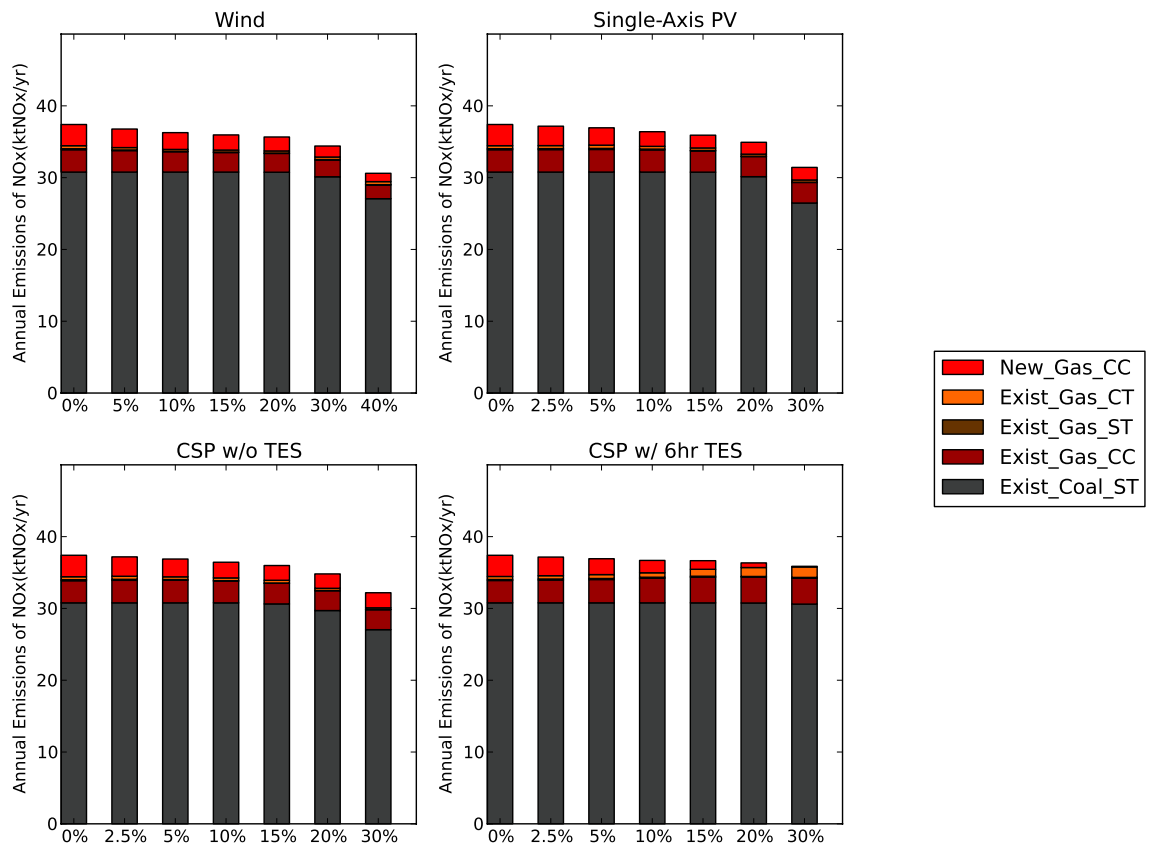 Wind
Annual Emissions of NOx(ktNOx/yr)
40
30
20
10
0
0% 5% 10% 15% 20% 30% 40%
Single-Axis PV
Annual Emissions of NOx(ktNOx/yr)
40
30
20
10
0
0% 2.5% 5% 10% 15% 20% 30%
CSP w/o TES
Annual Emissions of NOx(ktNOx/yr)
40
30
20
10
0
0% 2.5% 5% 10% 15% 20% 30%
CSP w/ 6hr TES
Annual Emissions of NOx(ktNOx/yr)
40
30
20
10
0
0% 2.5% 5% 10% 15% 20% 30%
New_Gas_CC
Exist_Gas_CT
Exist_Gas_ST
Exist_Gas_CC
Exist_Coal_ST